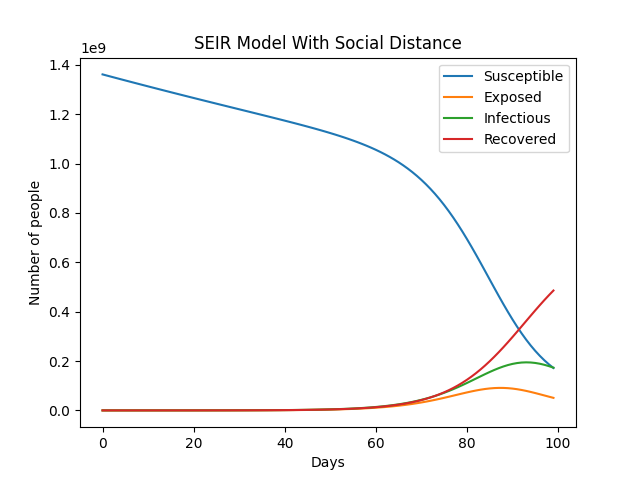 SEIR Model With Social Distance
1e9
1.4
1.2
1.0
0.8
0.6
0.4
0.2
0.0
Number of people
Susceptible
Exposed
Infectious
Recovered
0 20 40 60 80 100
Days